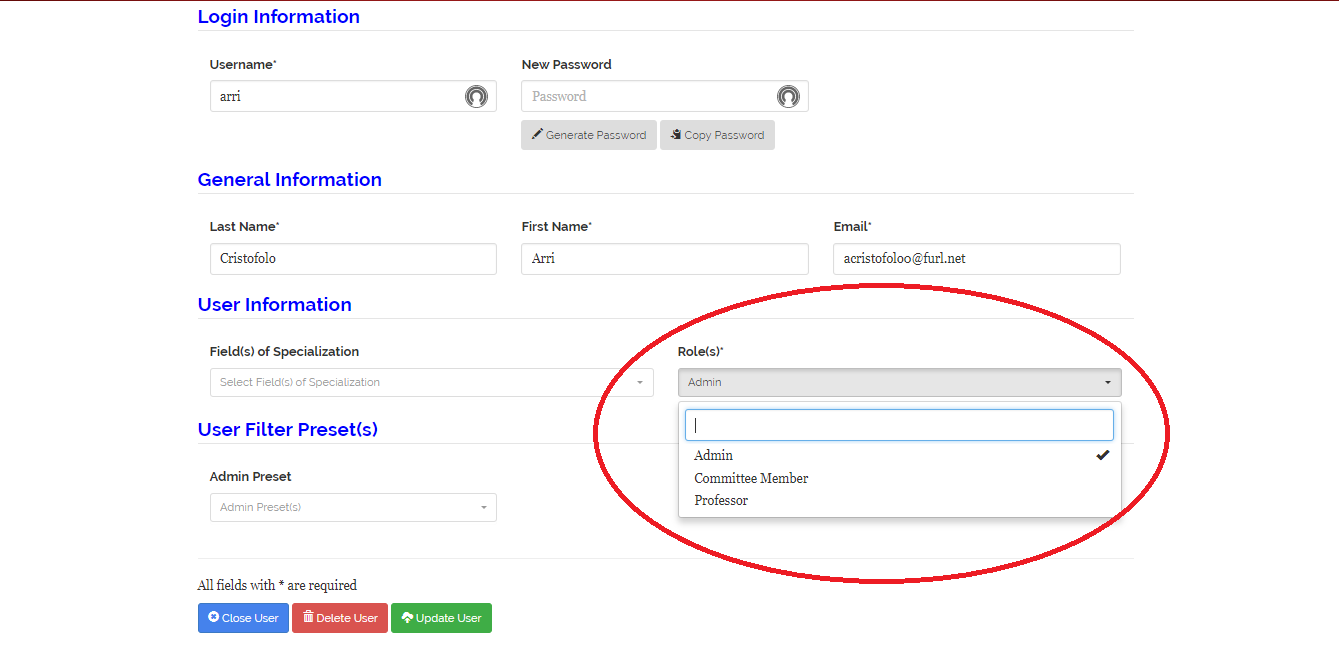 Login Information
Username* New Password
arri Password
Generate Password Copy Password
General Information
Last Name* First Name* Email*
Cristofolo Arri acristofoloo@furl.net
User Information
Field(s) of Specialization Role(s)*
Select Field(s) of Specialization Admin
User Filter Preset(s)
Admin
Admin Preset Committee Member
Admin Preset(s) Professor
All fields with * are required
Close User Delete User Update User